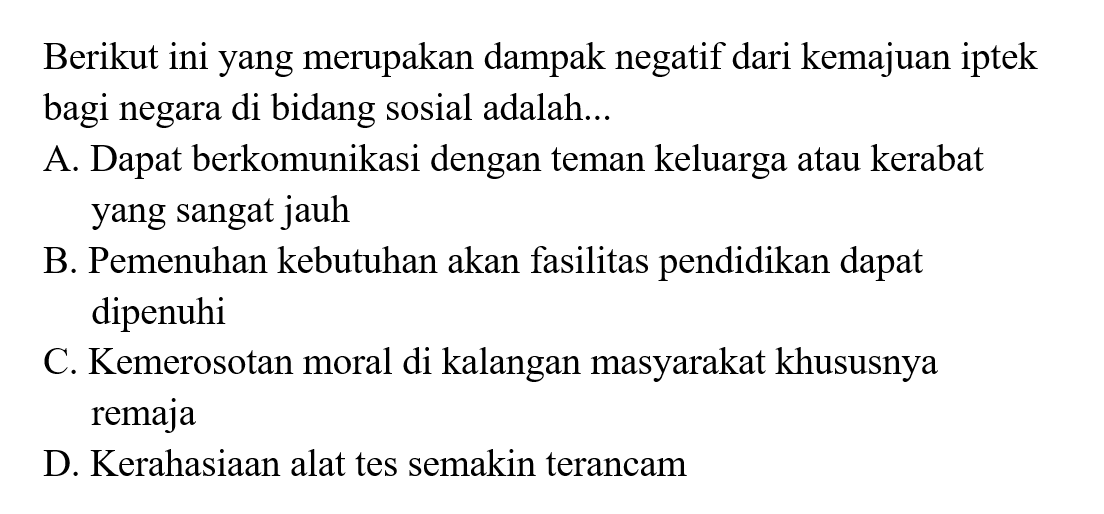 Berikut ini yang merupakan dampak negatif dari kemajuan iptek
bagi negara di bidang sosial adalah...
A. Dapat berkomunikasi dengan teman keluarga atau kerabat
yang sangat jauh
B. Pemenuhan kebutuhan akan fasilitas pendidikan dapat
dipenuhi
C. Kemerosotan moral di kalangan masyarakat khususnya
remaja
D. Kerahasiaan alat tes semakin terancam